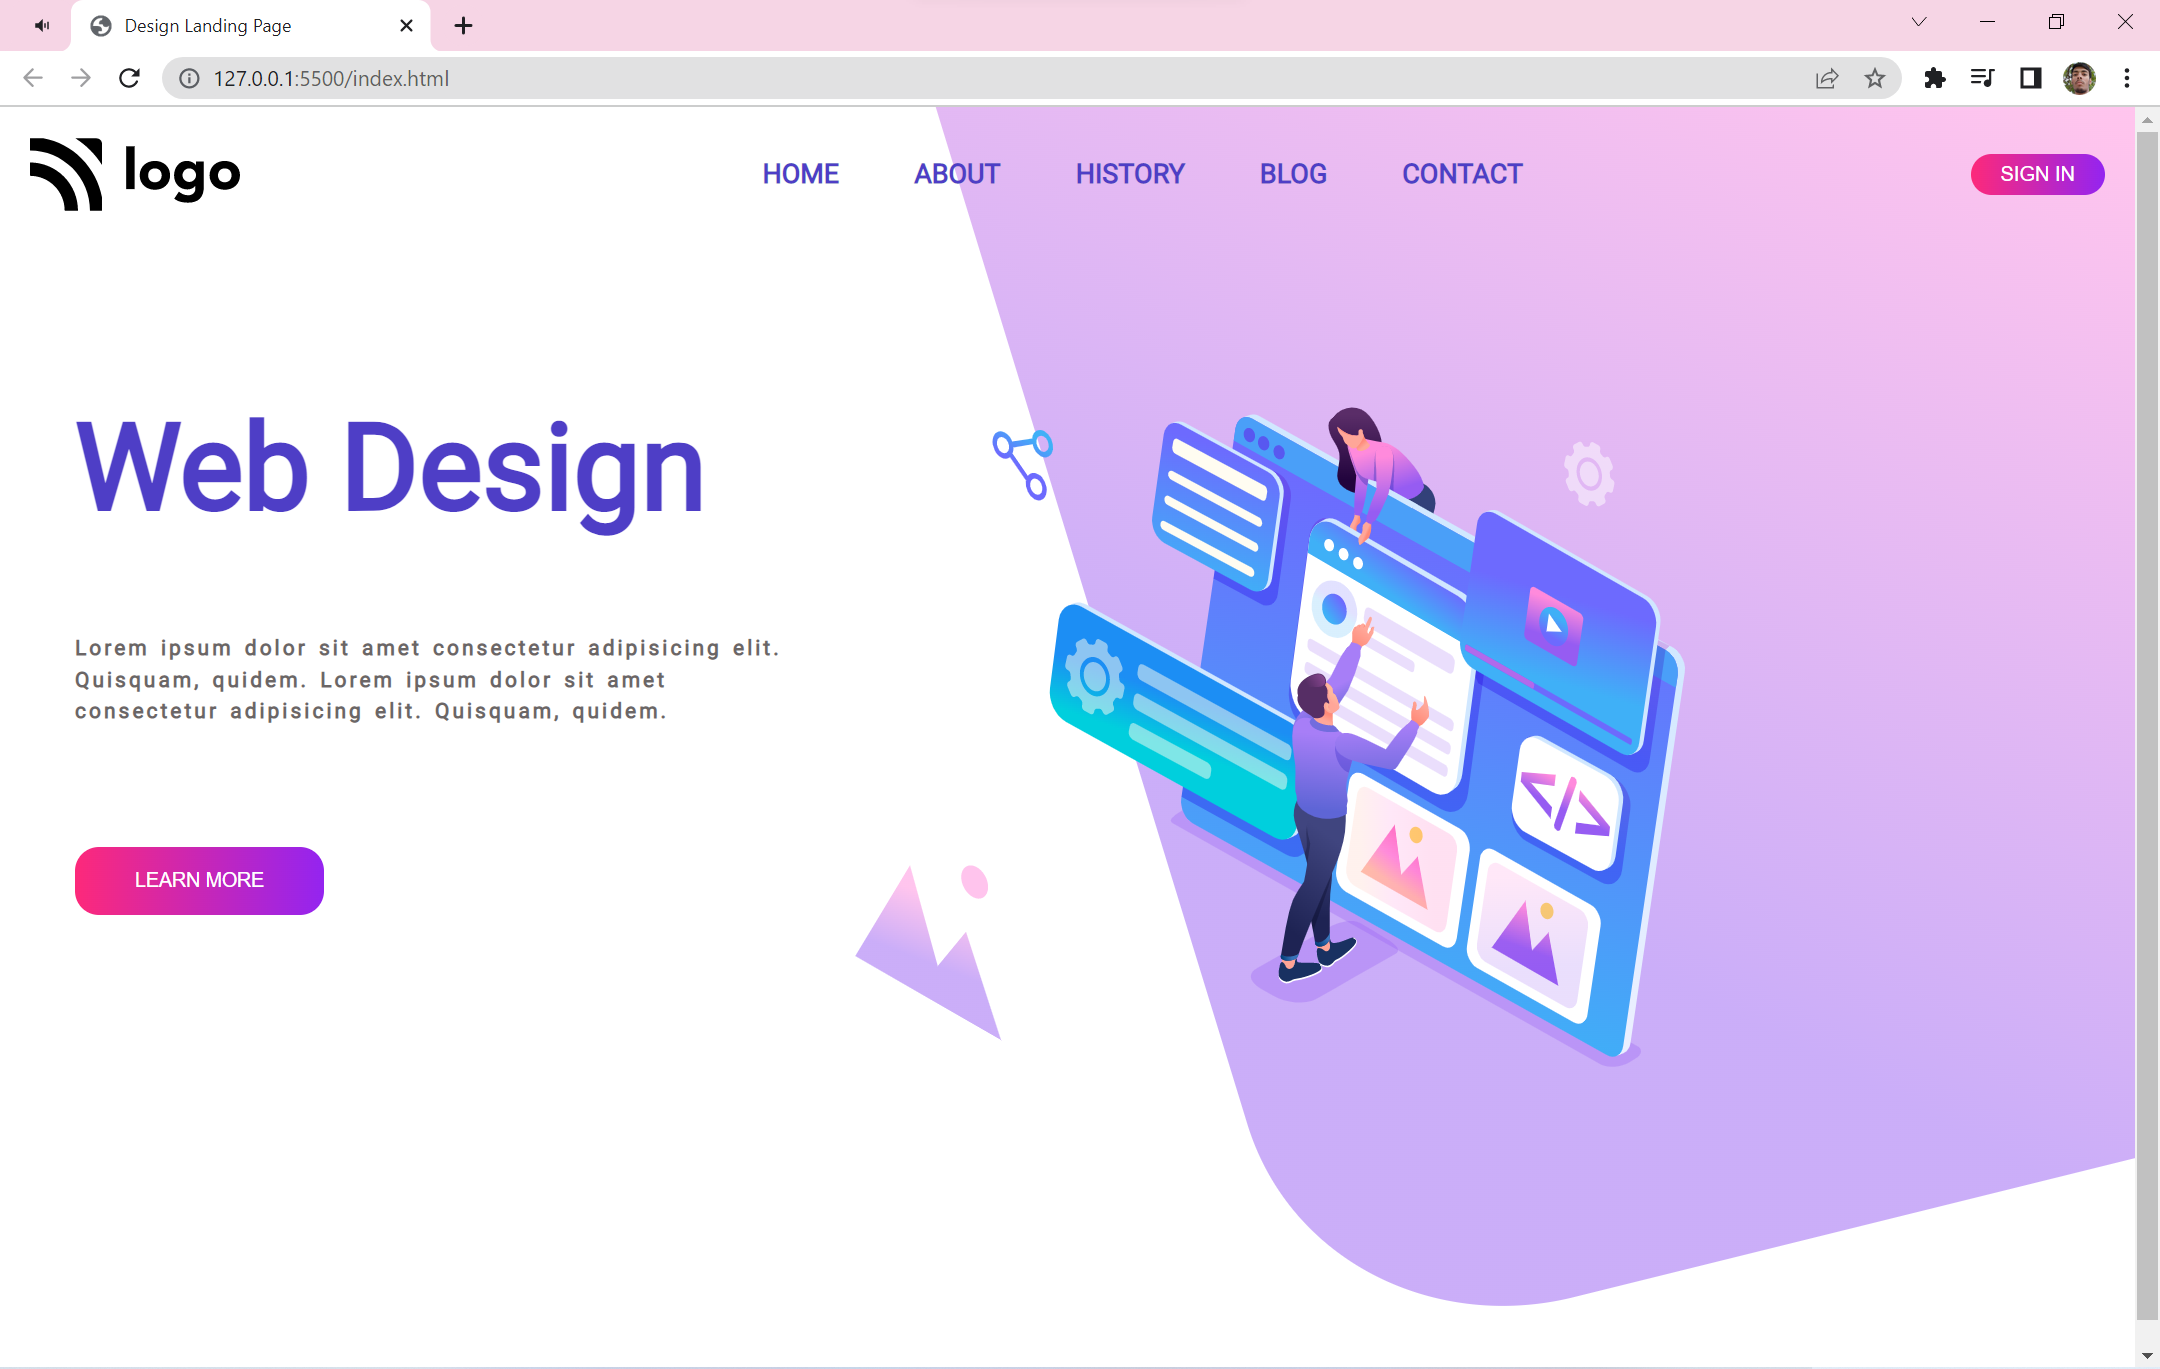 Design Landing Page
127.0.0.1:5500/index.html
logo
HOME ABOUT HISTORY BLOG CONTACT
SIGN IN
Web Design
Lorem ipsum dolor sit amet consectetur adipisicing elit.
Quisquam, quidem. Lorem ipsum dolor sit amet
consectetur adipisicing elit. Quisquam, quidem.
LEARN MORE
</>